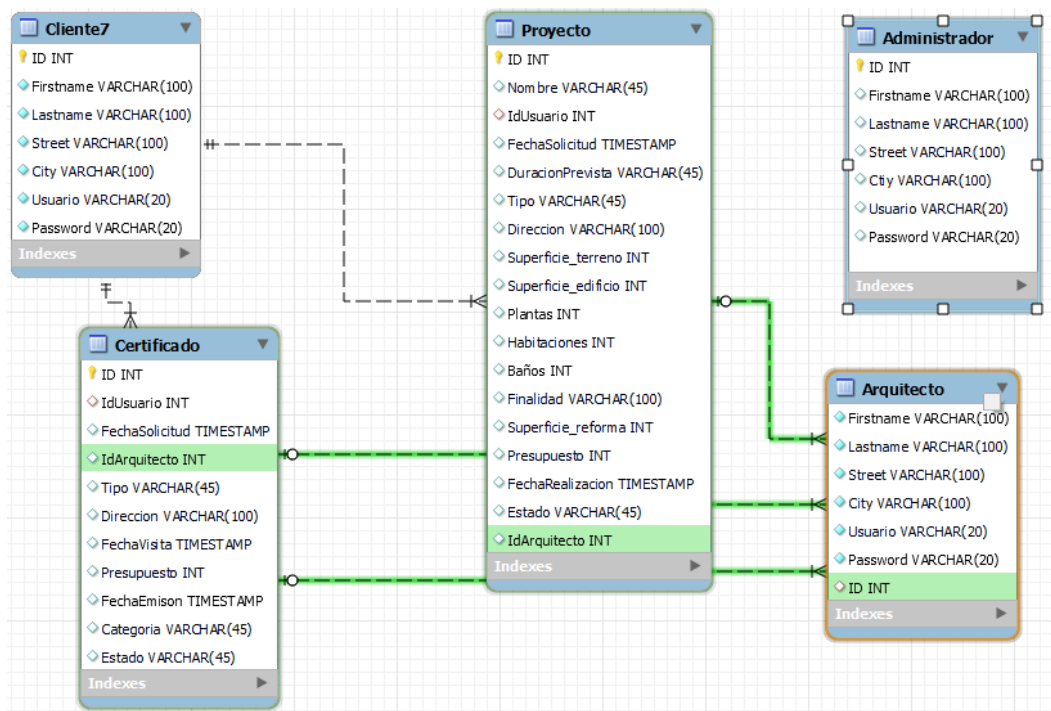 Cliente7
ID INT
Firstname VARCHAR(100)
Lastname VARCHAR(100)
Street VARCHAR(100)
City VARCHAR(100)
Usuario VARCHAR(20)
Password VARCHAR(20)
Indexes
Certificado
ID INT
IdUsuario INT
FechaSolicitud TIMESTAMP
IdArquitecto INT
Tipo VARCHAR(45)
Direccion VARCHAR(100)
FechaVisita TIMESTAMP
Presupuesto INT
FechaEmison TIMESTAMP
Categoria VARCHAR(45)
Estado VARCHAR(45)
Indexes
Proyecto
ID INT
Nombre VARCHAR(45)
IdUsuario INT
FechaSolicitud TIMESTAMP
DuracionPrevista VARCHAR(45)
Tipo VARCHAR(45)
Direccion VARCHAR(100)
Superficie_terreno INT
Superficie_edificio INT
Plantas INT
Habitaciones INT
Baños INT
Finalidad VARCHAR(100)
Superficie_reforma INT
Presupuesto INT
FechaRealizacion TIMESTAMP
Estado VARCHAR(45)
IdArquitecto INT
Indexes
Administrador
ID INT
Firstname VARCHAR(100)
Lastname VARCHAR(100)
Street VARCHAR(100)
Ctiy VARCHAR(100)
Usuario VARCHAR(20)
Password VARCHAR(20)
Indexes
Arquitecto
Firstname VARCHAR(100)
Lastname VARCHAR(100)
Street VARCHAR(100)
City VARCHAR(100)
Usuario VARCHAR(20)
Password VARCHAR(20)
ID INT
Indexes